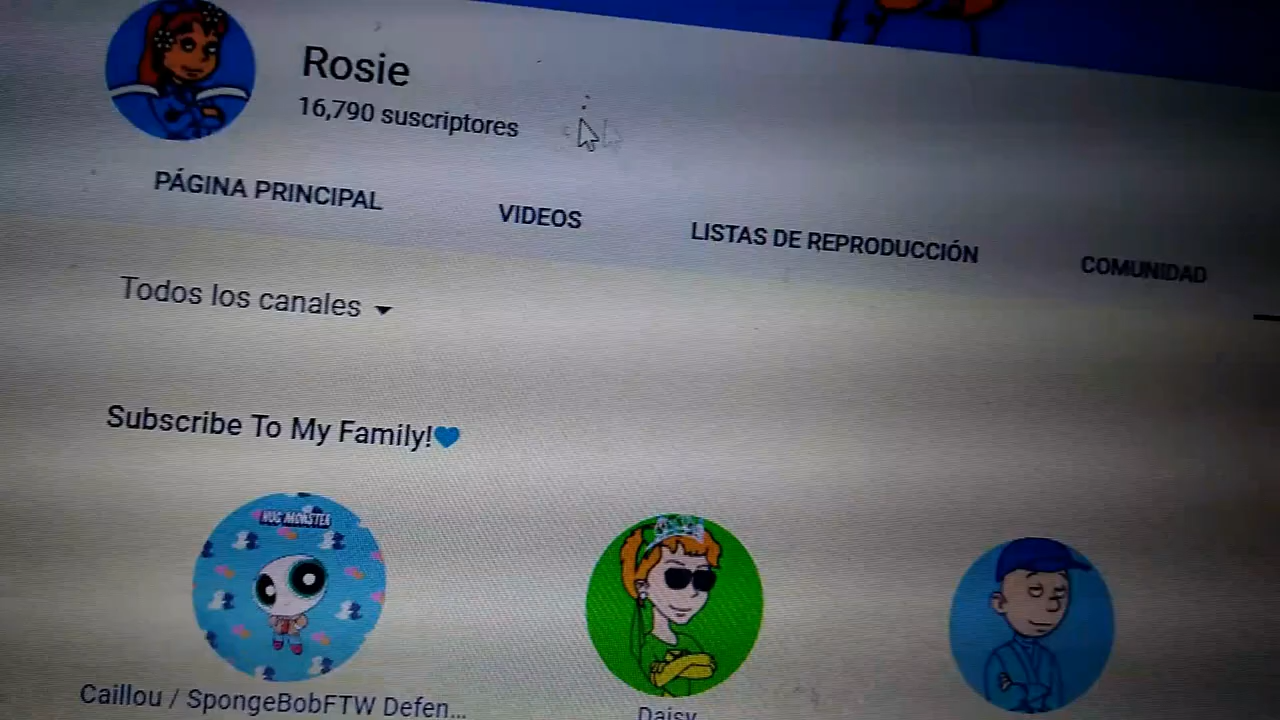 Rosie
16,790 suscriptores
PÁGINA PRINCIPAL
VIDEOS
LISTAS DE REPRODUCCIÓN
COMUNIDAD
Todos los canales
Subscribe To My Family!💙
HUG MONSTER
Caillou / SpongeBobFTW Defen...
Daisy